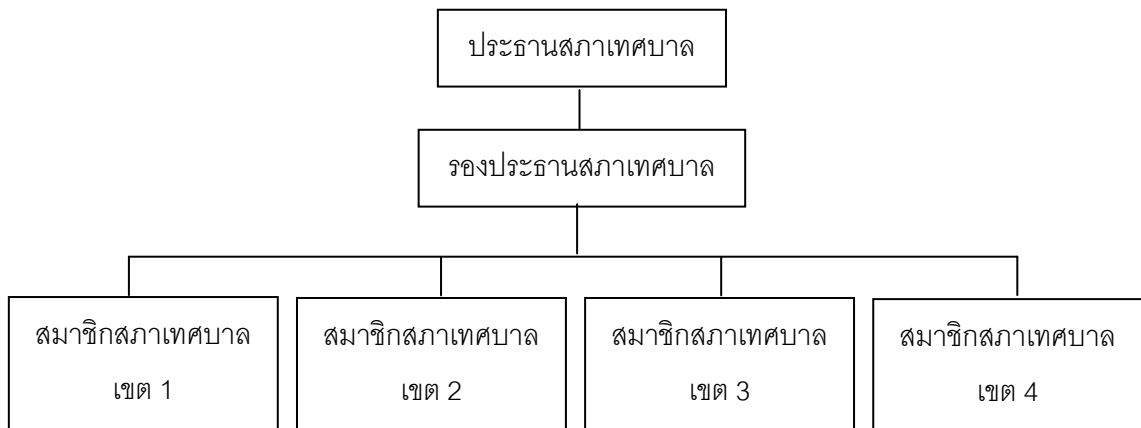 ประธานสภาเทศบาล
รองประธานสภาเทศบาล
สมาชิกสภาเทศบาล
เขต 1
สมาชิกสภาเทศบาล
เขต 2
สมาชิกสภาเทศบาล
เขต 3
สมาชิกสภาเทศบาล
เขต 4